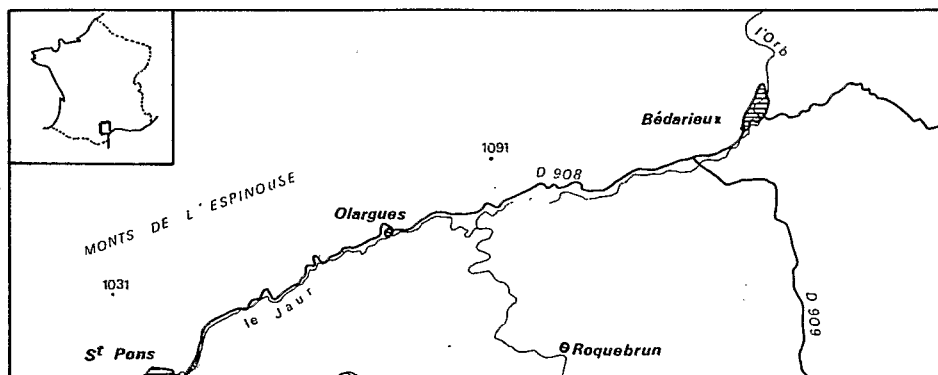 l'Orb
Bédarieux
1091
D 908
MONTS DE L'ESPINOUSE
Olargues
1031
le Jaur
D 909
St Pons
Roquebrun